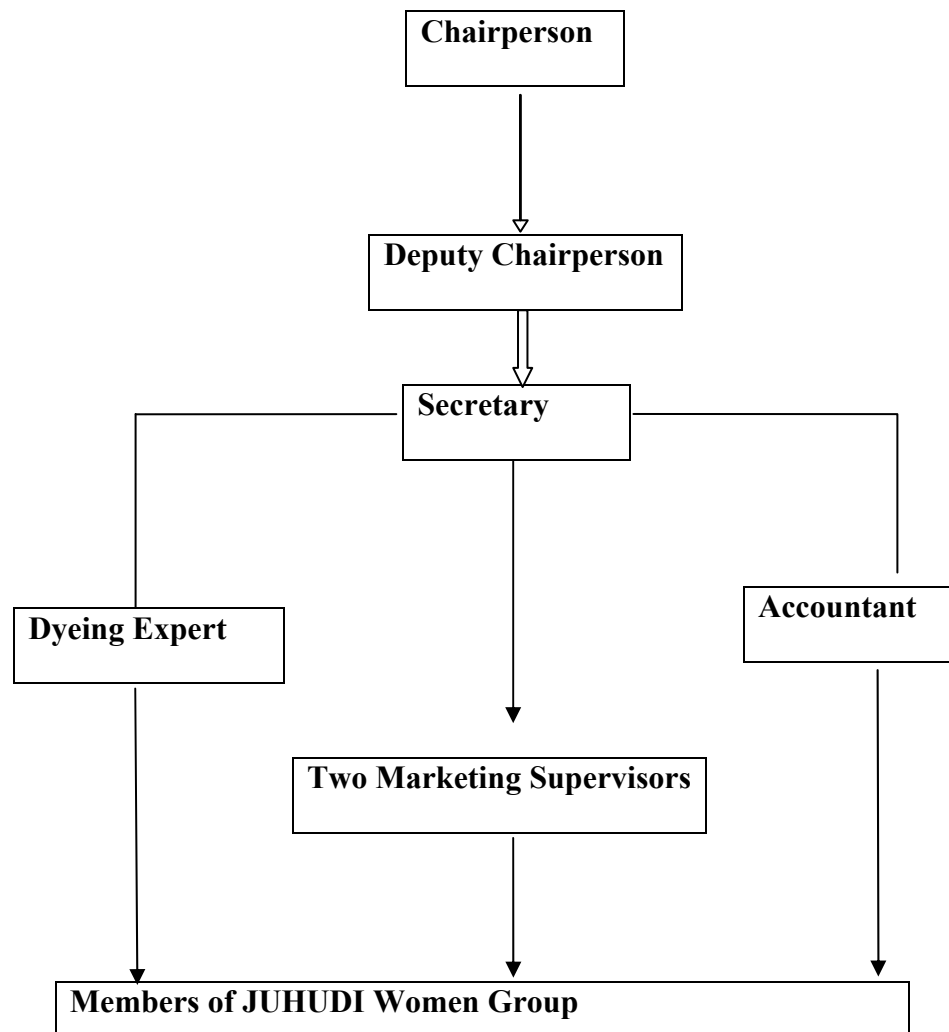 Chairperson
Deputy Chairperson
Secretary
Dyeing Expert
Accountant
Two Marketing Supervisors
Members of JUHUDI Women Group